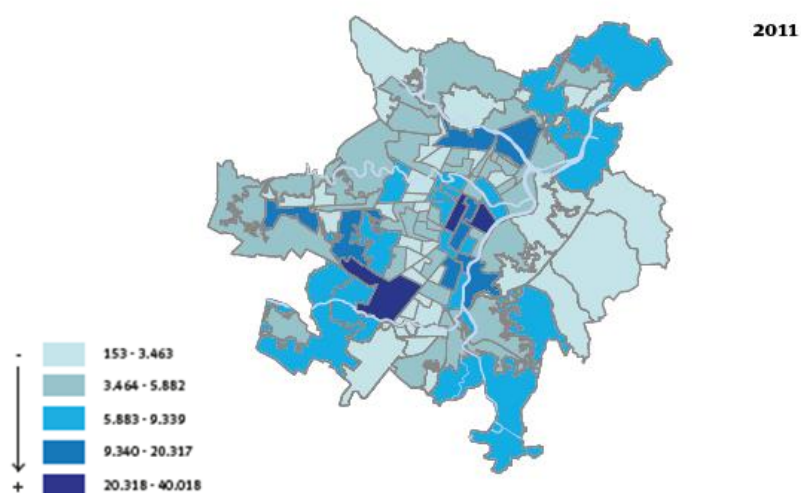 2011
- 153 - 3.463
3.464 - 5.882
5.883 - 9.339
9.340 - 20.317
+ 20.318 - 40.018